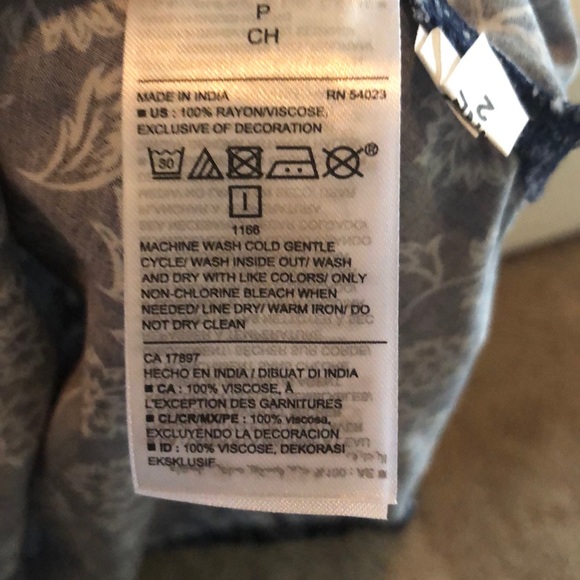 P
CH
MADE IN INDIA RN 54023
■ US : 100% RAYON/VISCOSE,
EXCLUSIVE OF DECORATION
30 ®
I
1166
MACHINE WASH COLD GENTLE
CYCLE/ WASH INSIDE OUT/ WASH
AND DRY WITH LIKE COLORS/ ONLY
NON-CHLORINE BLEACH WHEN
NEEDED/ LINE DRY/ WARM IRON/ DO
NOT DRY CLEAN
CA 17897
HECHO EN INDIA / DIBUAT DI INDIA
■ CA : 100% VISCOSE, À
L'EXCEPTION DES GARNITURES
■ CL/CR/MX/PE : 100% viscosa,
EXCLUYENDO LA DECORACIÓN
■ ID : 100% VISCOSE, DEKORASI
EKSKLUSIF
2